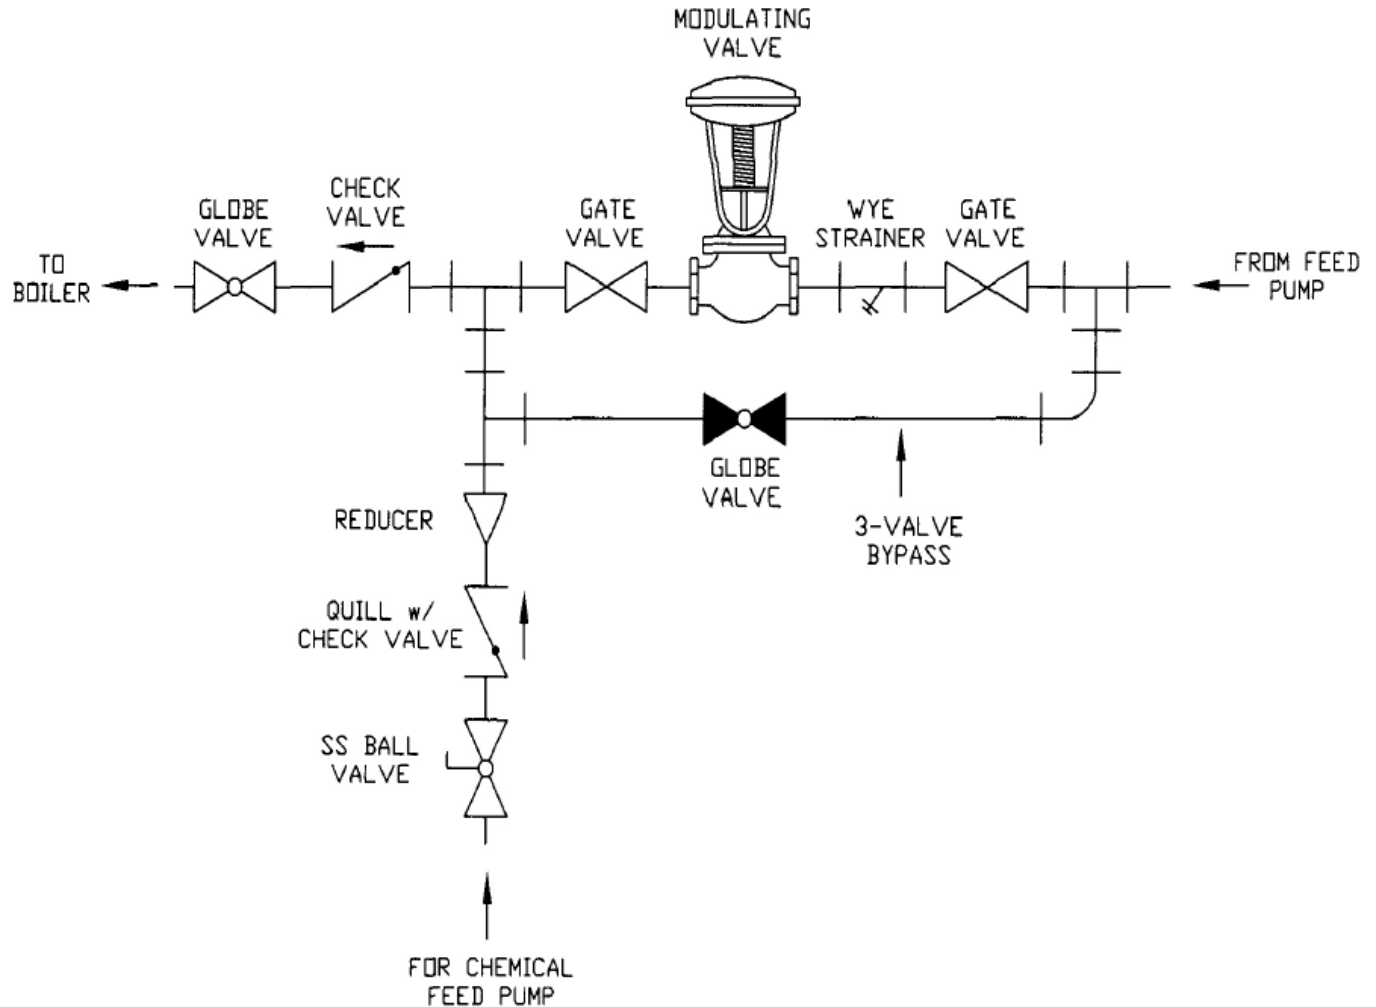 MODULATING
VALVE
GLOBE
VALVE
CHECK
VALVE
GATE
VALVE
WYE
STRAINER
GATE
VALVE
TO
BOILER
FROM FEED
PUMP
GLOBE
VALVE
3-VALVE
BYPASS
REDUCER
QUILL w/
CHECK VALVE
SS BALL
VALVE
FOR CHEMICAL
FEED PUMP